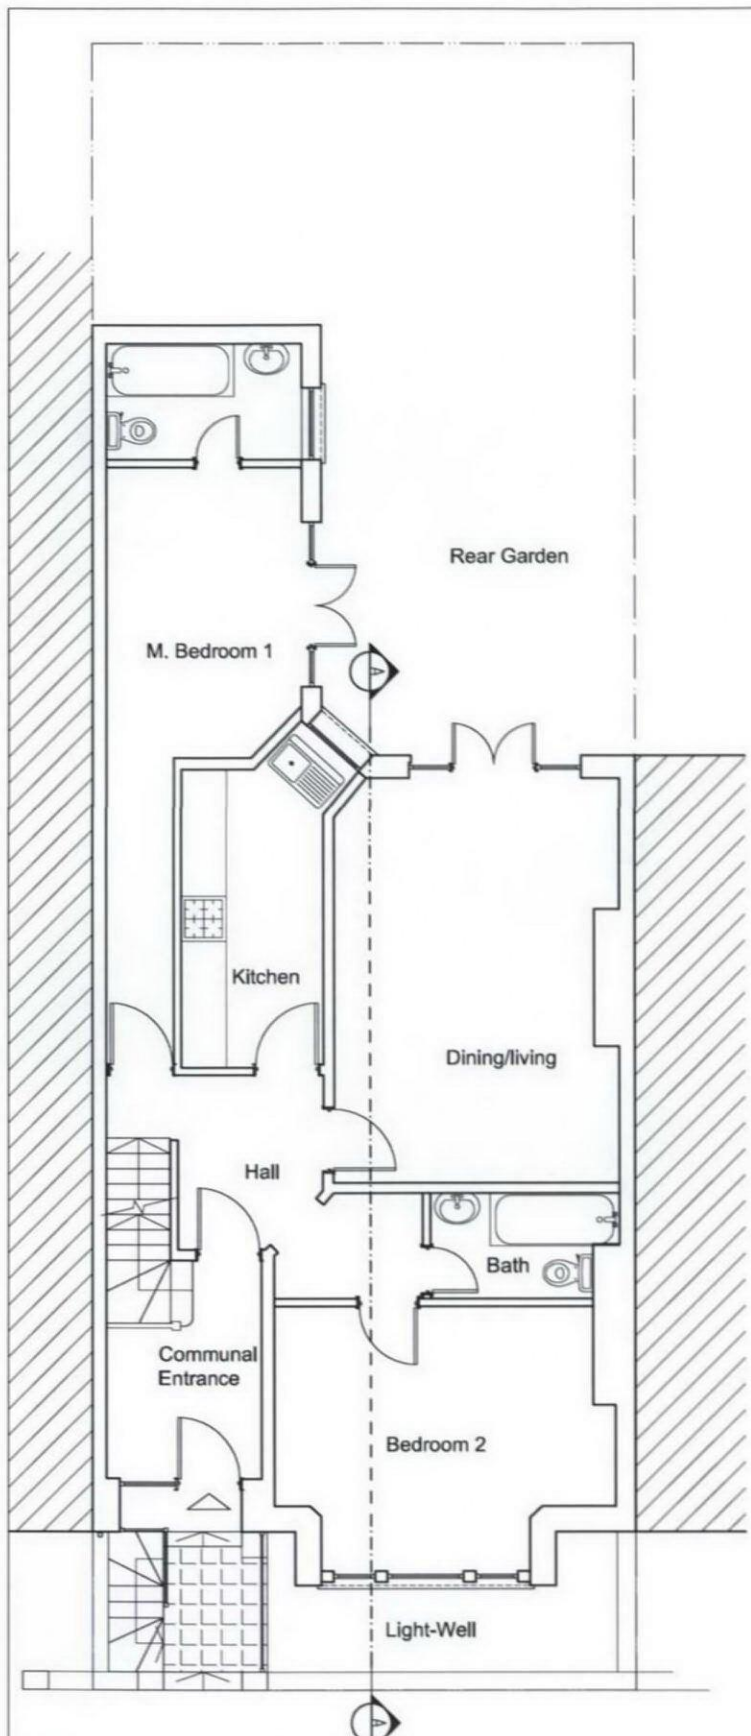 Rear Garden
M. Bedroom 1
A
Kitchen
Dining/living
Hall
Bath
Communal
Entrance
Bedroom 2
Light-Well
A